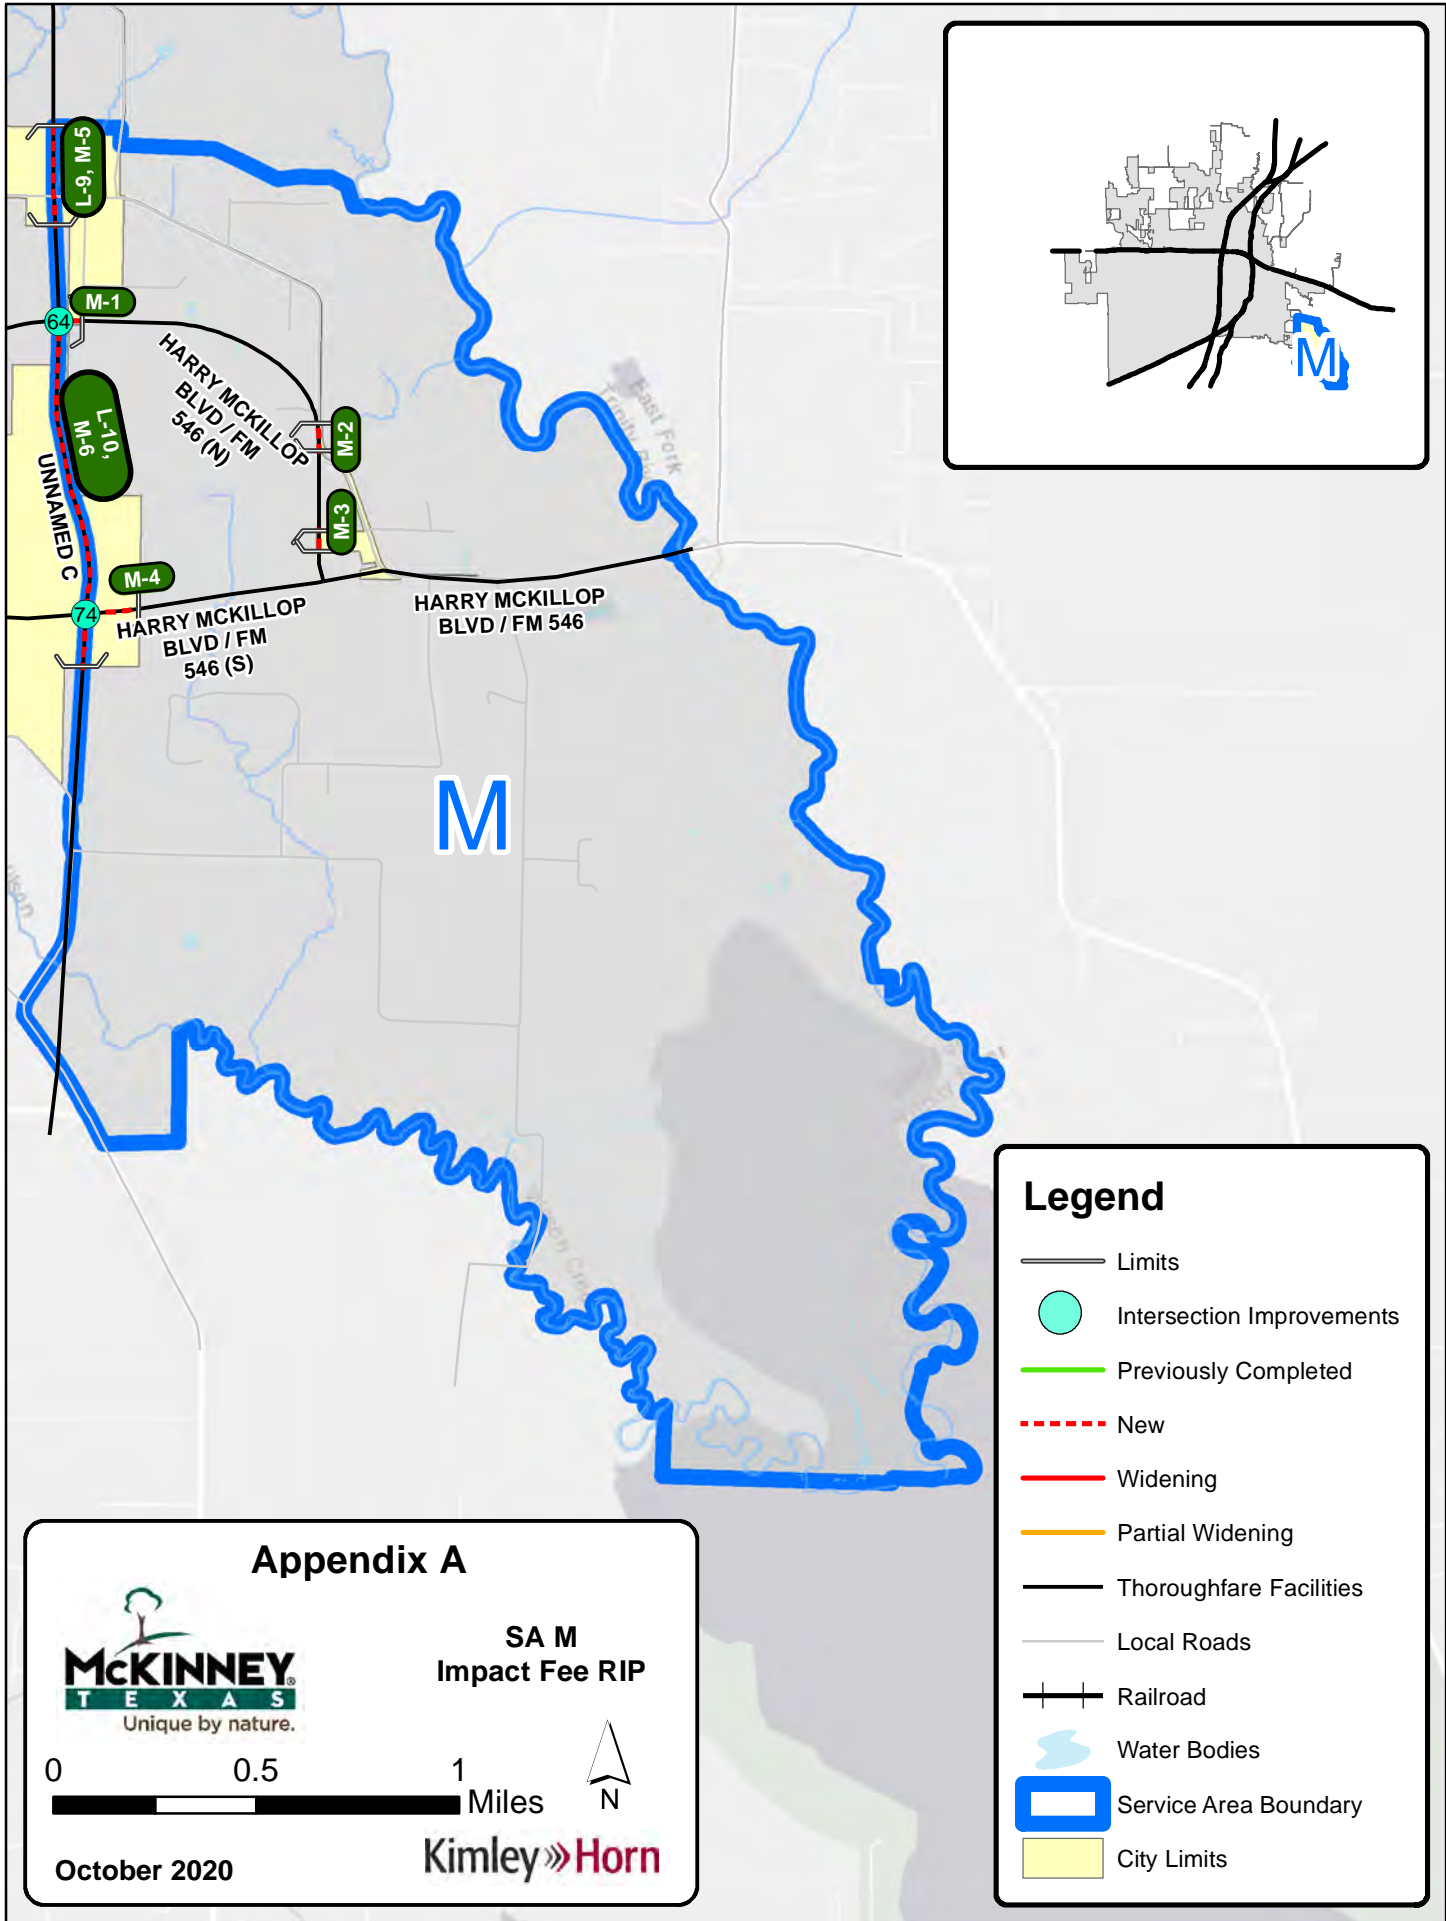 M
L-9, M-5
M-1
64
HARRY MCKILLOP
BLVD / FM
546 (N)
L-10,
M-6
M-2
East Fork
UNNAMED C
M-3
M-4
74
HARRY MCKILLOP
BLVD / FM
546 (S)
HARRY MCKILLOP
BLVD / FM 546
M
Legend
Limits
Intersection Improvements
Previously Completed
New
Widening
Partial Widening
Thoroughfare Facilities
Local Roads
Railroad
Water Bodies
Service Area Boundary
City Limits
Appendix A
McKINNEY®
TEXAS
Unique by nature.
SA M
Impact Fee RIP
0 0.5 1
Miles
N
October 2020
Kimley»Horn